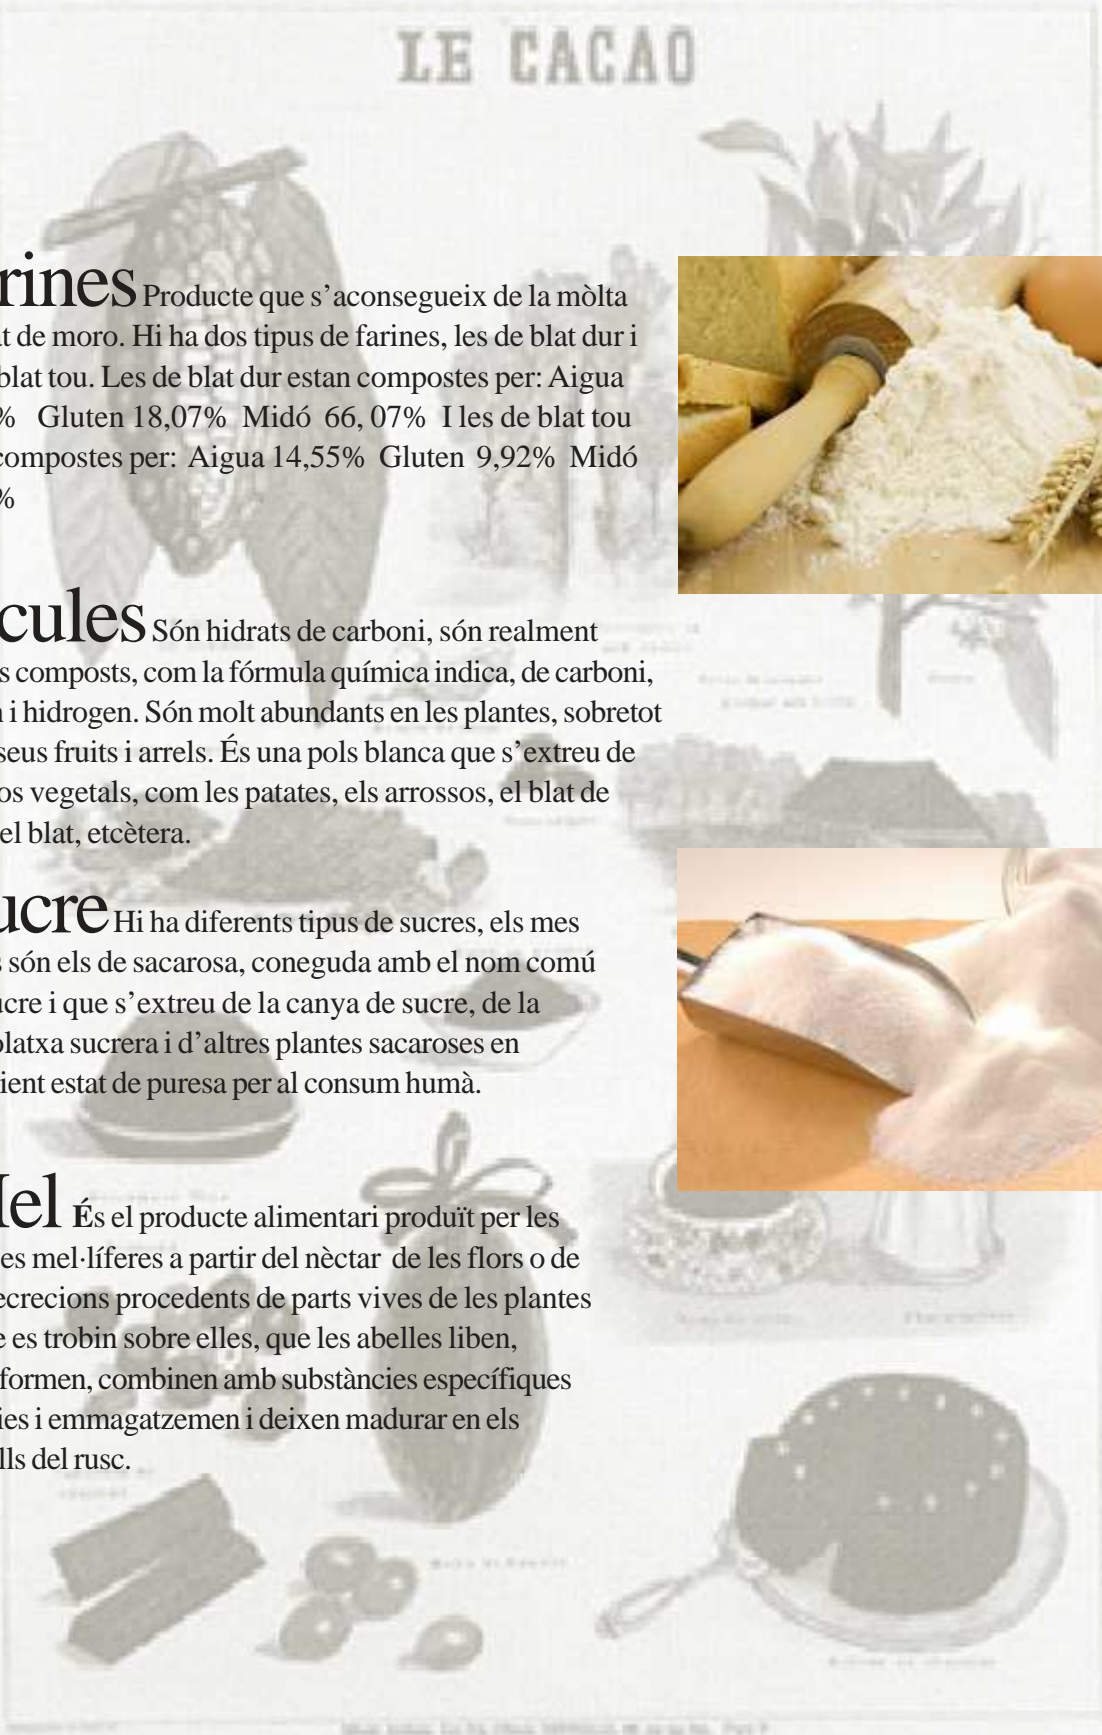 LE CACAO
rines Producte que s’aconsegueix de la mòlta
t de moro. Hi ha dos tipus de farines, les de blat dur i
blat tou. Les de blat dur estan compostes per: Aigua
% Gluten 18,07% Midó 66, 07% I les de blat tou
compostes per: Aigua 14,55% Gluten 9,92% Midó
%
cules Són hidrats de carboni, són realment
s composts, com la fórmula química indica, de carboni,
i hidrogen. Són molt abundants en les plantes, sobretot
seus fruits i arrels. És una pols blanca que s’extreu de
os vegetals, com les patates, els arrossos, el blat de
el blat, etcètera.
ucre Hi ha diferents tipus de sucres, els mes
s són els de sacarosa, coneguda amb el nom comú
ucre i que s’extreu de la canya de sucre, de la
olatxa sucrera i d’altres plantes sacaroses en
ient estat de puresa per al consum humà.
el És el producte alimentari produït per les
es mel·líferes a partir del nèctar de les flors o de
ecrecions procedents de parts vives de les plantes
e es trobin sobre elles, que les abelles liben,
formen, combinen amb substàncies específiques
ies i emmagatzemen i deixen madurar en els
lls del rusc.